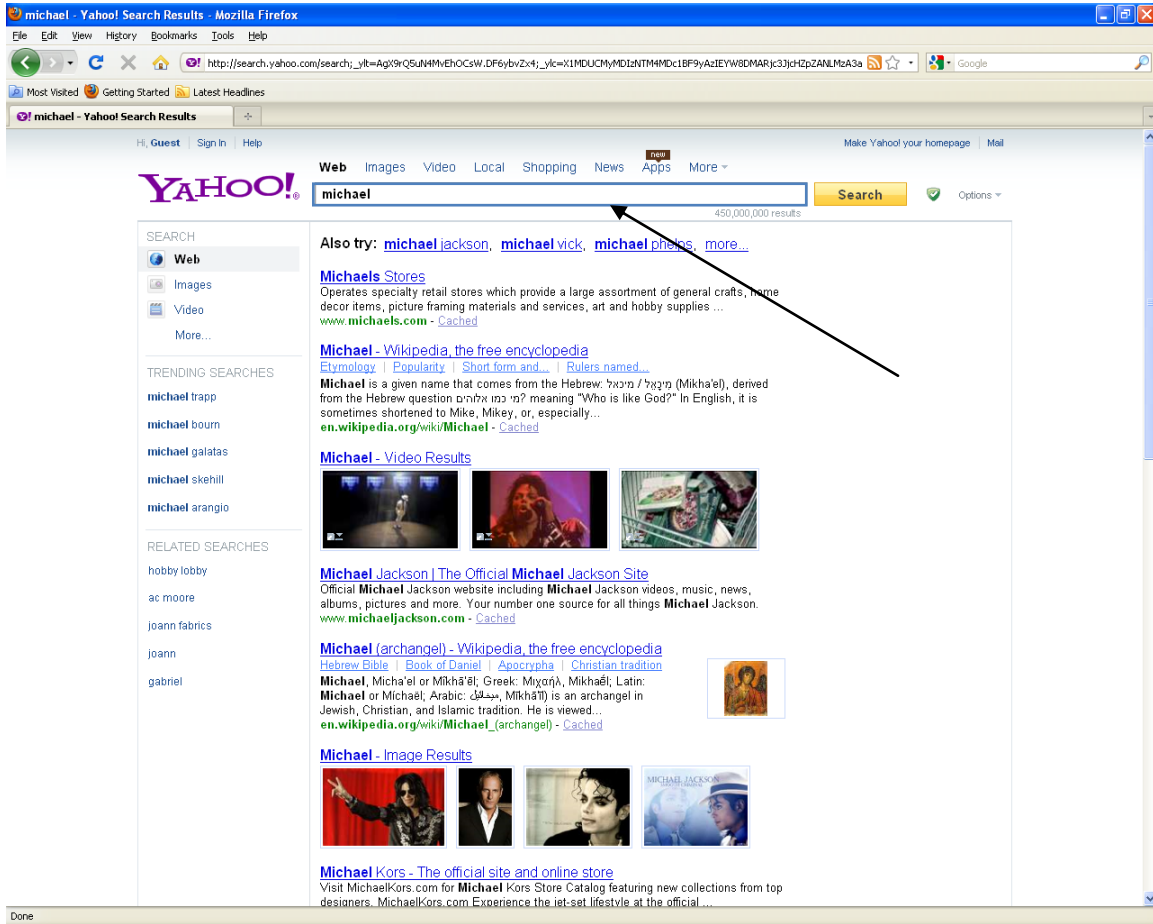 michael - Yahoo! Search Results - Mozilla Firefox
File Edit View History Bookmarks Tools Help
http://search.yahoo.com/search;_ylt=AgX9rQ5uN4MvEhOCsW.DF6ybvZx4;_ylc=X1MDUCMyMDIzNTM4MDc1BF9yAzIEYW8DMARjc3JjcHZpZANLMzA3a Google
Most Visited Getting Started Latest Headlines
michael - Yahoo! Search Results
Hi, Guest Sign In Help Make Yahoo! your homepage Mail
Web Images Video Local Shopping News Apps More
new
YAHOO!
michael Search Options
450,000,000 results
SEARCH
Web
Images
Video
More...
TRENDING SEARCHES
michael trapp
michael bourn
michael galatas
michael skehill
michael arangio
RELATED SEARCHES
hobby lobby
ac moore
joann fabrics
joann
gabriel
Also try: michael jackson, michael vick, michael phelps, more...
Michaels Stores
Operates specialty retail stores which provide a large assortment of general crafts, home
decor items, picture framing materials and services, art and hobby supplies ...
www.michaels.com - Cached
Michael - Wikipedia, the free encyclopedia
Etymology | Popularity | Short form and... | Rulers named...
Michael is a given name that comes from the Hebrew: מִיכָאֵל / מיכאל (Mikha'el), derived
from the Hebrew question מי כמו אלוהים? meaning "Who is like God?" In English, it is
sometimes shortened to Mike, Mikey, or, especially...
en.wikipedia.org/wiki/Michael - Cached
Michael - Video Results
Michael Jackson | The Official Michael Jackson Site
Official Michael Jackson website including Michael Jackson videos, music, news,
albums, pictures and more. Your number one source for all things Michael Jackson.
www.michaeljackson.com - Cached
Michael (archangel) - Wikipedia, the free encyclopedia
Hebrew Bible | Book of Daniel | Apocrypha | Christian tradition
Michael, Micha'el or Mîkhā'ēl; Greek: Μιχαήλ, Mikhaḗl; Latin:
Michael or Míchaël; Arabic: ميخائيل, Mīkhā'īl) is an archangel in
Jewish, Christian, and Islamic tradition. He is viewed...
en.wikipedia.org/wiki/Michael_(archangel) - Cached
Michael - Image Results
MICHAEL JACKSON
Michael Kors - The official site and online store
Visit MichaelKors.com for Michael Kors Store Catalog featuring new collections from top
designers. MichaelKors.com Experience the jet-set lifestyle at the official ...
Done